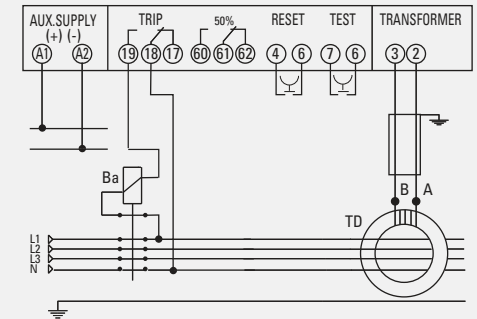 AUX.SUPPLY TRIP 50% RESET TEST TRANSFORMER
(+) (-)
A1 A2 19 18 17 60 61 62 4 6 7 6 3 2
Ba
B A
TD
L1
L2
L3
N